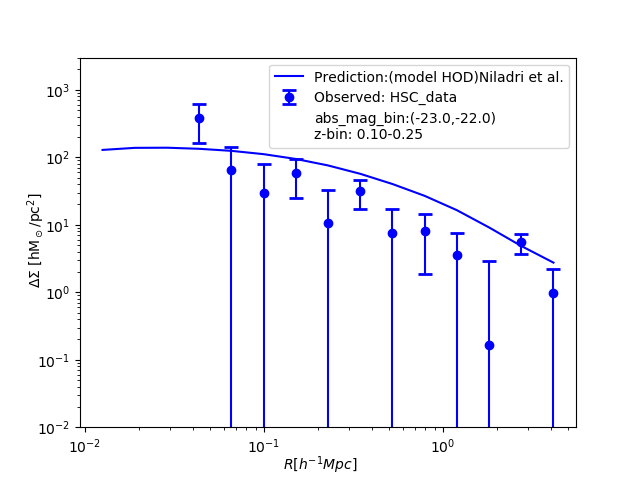 Prediction:(model HOD)Niladri et al.
Observed: HSC_data
abs_mag_bin:(-23.0,-22.0)
z-bin: 0.10-0.25
10³
10²
10¹
10⁰
10⁻¹
10⁻²
ΔΣ [hM⊙/pc²]
10⁻² 10⁻¹ 10⁰
R[h⁻¹Mpc]